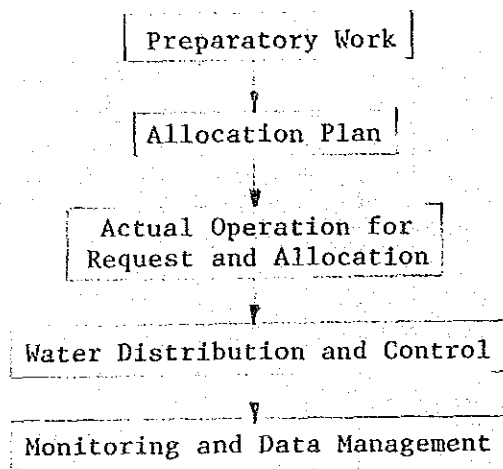 Preparatory Work
Allocation Plan
Actual Operation for
Request and Allocation
Water Distribution and Control
Monitoring and Data Management